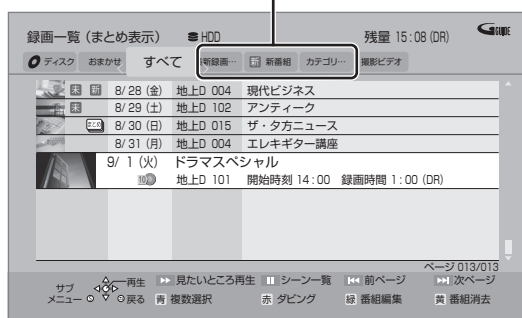 録画一覧（まとめ表示） HDD 残量 15:08 (DR) G GUIDE
ディスク おまかせ すべて 最新録画… 新 新番組 カテゴリ… 撮影ビデオ
未 新 8/28 (金) 地上D 004 現代ビジネス
未 8/29 (土) 地上D 102 アンティーク
まとめ 8/30 (日) 地上D 015 ザ・夕方ニュース
8/31 (月) 地上D 004 エレキギター講座
9/ 1 (火) ドラマスペシャル
地上D 101 開始時刻 14:00 録画時間 1:00 (DR)
ページ 013/013
サブメニュー 再生 戻る 見たいところ再生 シーン一覧 前ページ 次ページ
青 複数選択 赤 ダビング 緑 番組編集 黄 番組消去